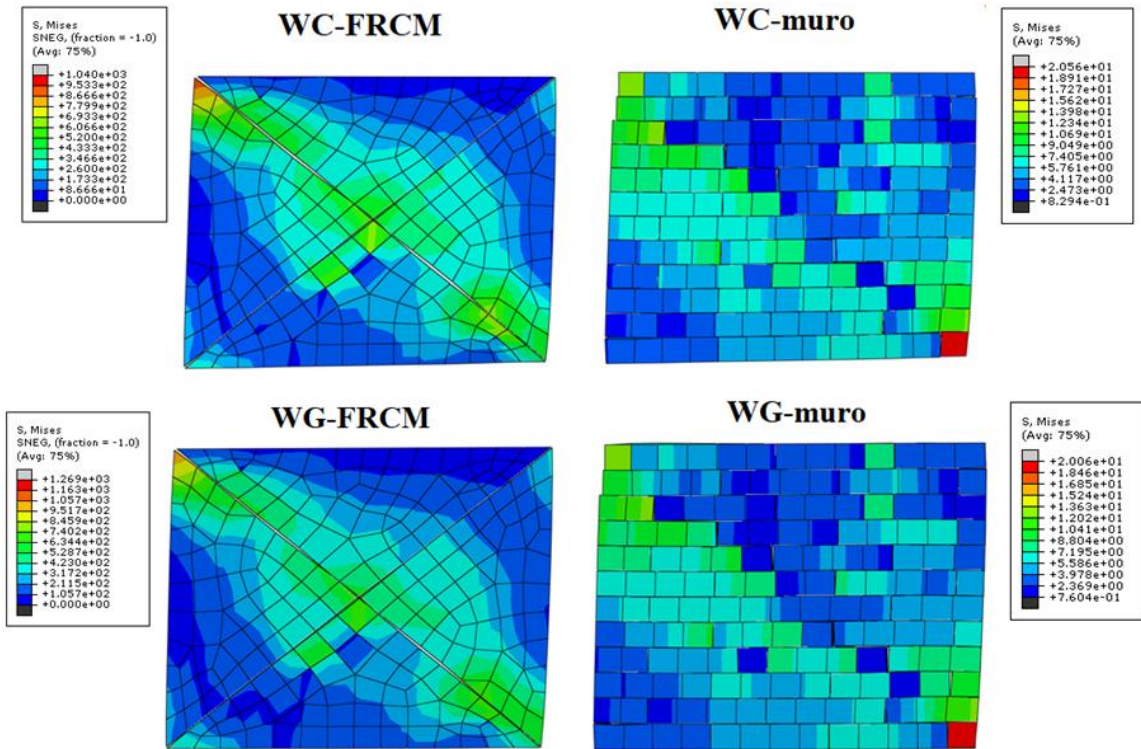 WC-FRCM
WC-muro
S, Mises
SNEG, (fraction = -1.0)
(Avg: 75%)
+1.040e+03
+9.533e+02
+8.666e+02
+7.799e+02
+6.933e+02
+6.066e+02
+5.200e+02
+4.333e+02
+3.466e+02
+2.600e+02
+1.733e+02
+8.666e+01
+0.000e+00
S, Mises
(Avg: 75%)
+2.056e+01
+1.891e+01
+1.727e+01
+1.562e+01
+1.398e+01
+1.234e+01
+1.069e+01
+9.049e+00
+7.405e+00
+5.761e+00
+4.117e+00
+2.473e+00
+8.294e-01
WG-FRCM
WG-muro
S, Mises
SNEG, (fraction = -1.0)
(Avg: 75%)
+1.269e+03
+1.163e+03
+1.057e+03
+9.517e+02
+8.459e+02
+7.402e+02
+6.344e+02
+5.287e+02
+4.230e+02
+3.172e+02
+2.115e+02
+1.057e+02
+0.000e+00
S, Mises
(Avg: 75%)
+2.006e+01
+1.846e+01
+1.685e+01
+1.524e+01
+1.363e+01
+1.202e+01
+1.041e+01
+8.804e+00
+7.195e+00
+5.586e+00
+3.978e+00
+2.369e+00
+7.604e-01